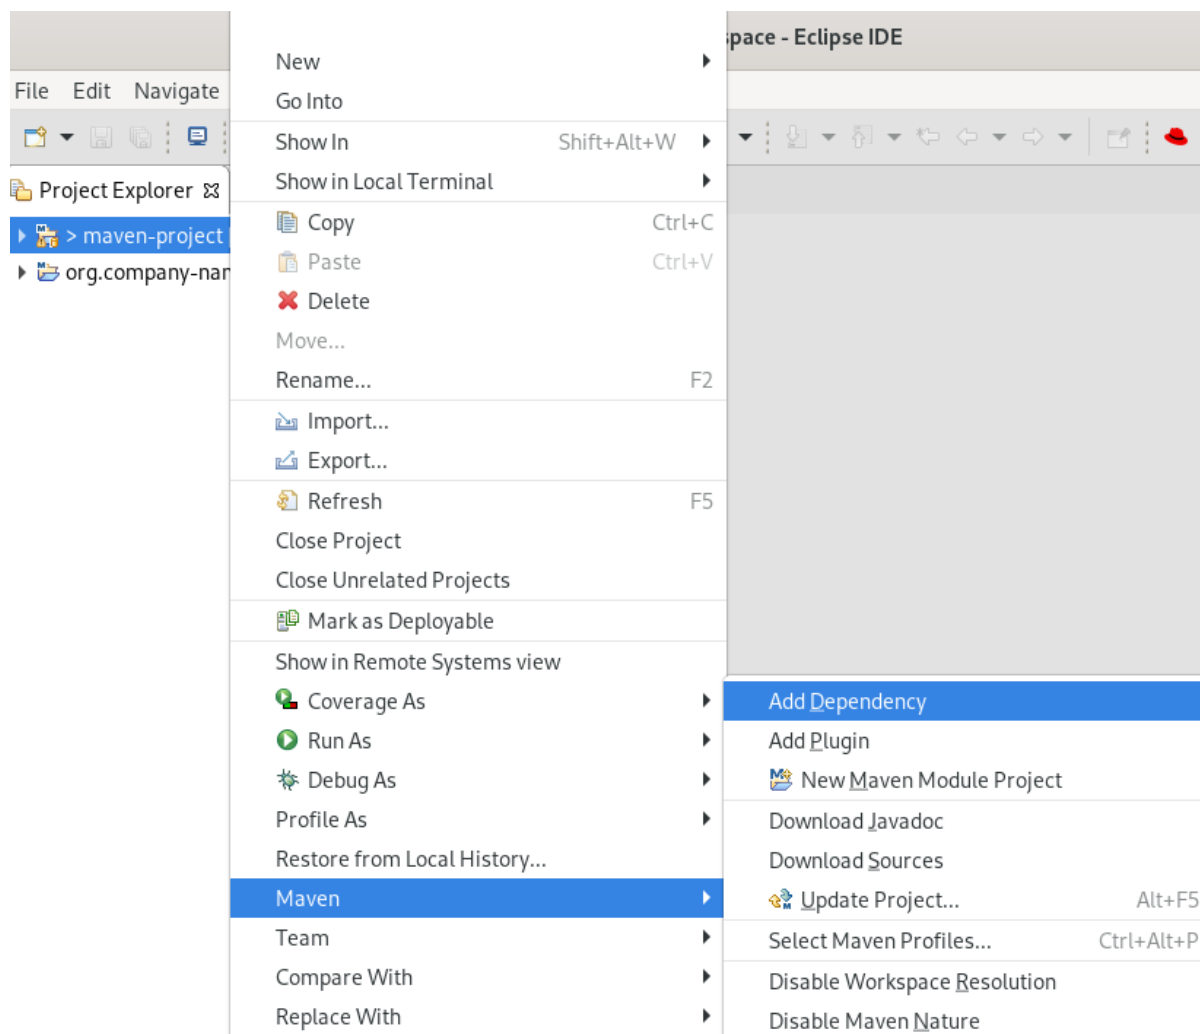 space - Eclipse IDE
File Edit Navigate
Project Explorer
> maven-project
org.company-nar
New
Go Into
Show In Shift+Alt+W
Show in Local Terminal
Copy Ctrl+C
Paste Ctrl+V
Delete
Move...
Rename... F2
Import...
Export...
Refresh F5
Close Project
Close Unrelated Projects
Mark as Deployable
Show in Remote Systems view
Coverage As
Run As
Debug As
Profile As
Restore from Local History...
Maven
Team
Compare With
Replace With
Add Dependency
Add Plugin
New Maven Module Project
Download Javadoc
Download Sources
Update Project... Alt+F5
Select Maven Profiles... Ctrl+Alt+P
Disable Workspace Resolution
Disable Maven Nature